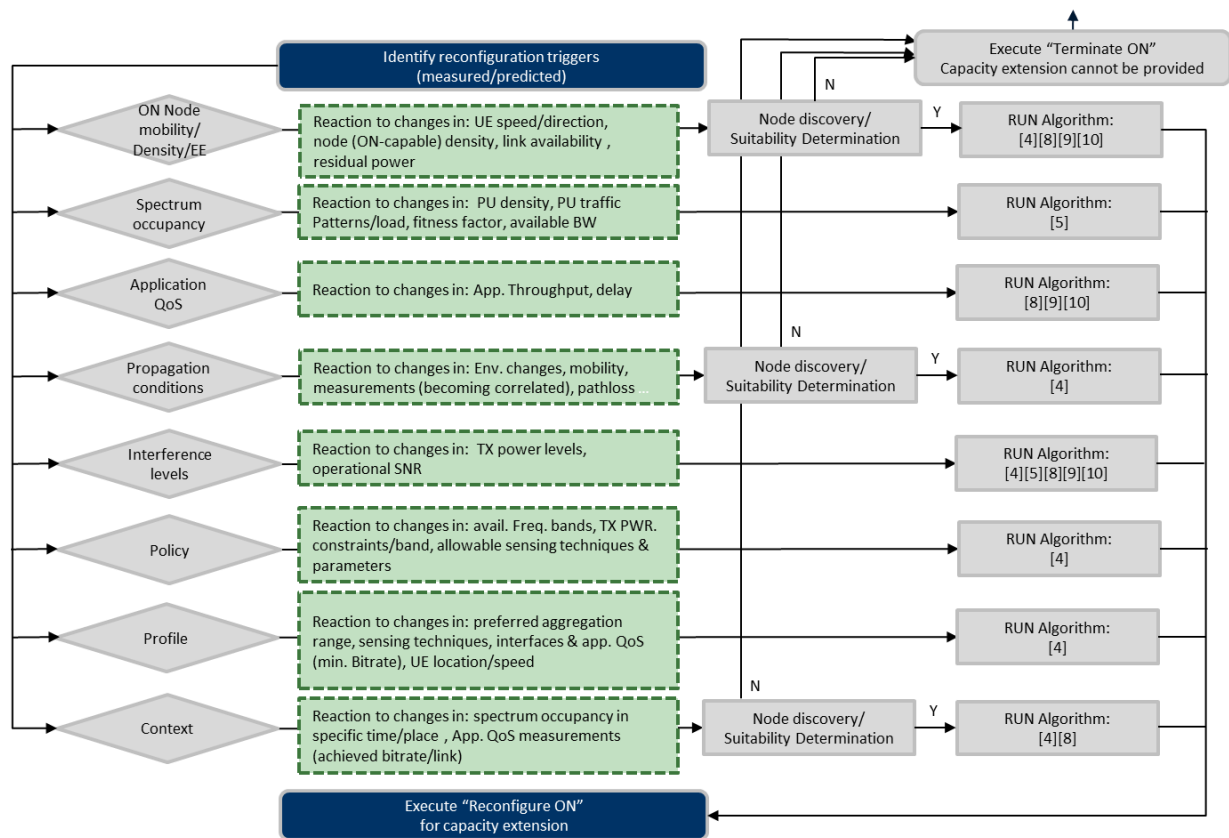 Identify reconfiguration triggers
(measured/predicted)
Execute “Terminate ON”
Capacity extension cannot be provided
N
ON Node
mobility/
Density/EE
Reaction to changes in: UE speed/direction,
node (ON-capable) density, link availability ,
residual power
Node discovery/
Suitability Determination
Y
RUN Algorithm:
[4][8][9][10]
Spectrum
occupancy
Reaction to changes in: PU density, PU traffic
Patterns/load, fitness factor, available BW
RUN Algorithm:
[5]
Application
QoS
Reaction to changes in: App. Throughput, delay
RUN Algorithm:
[8][9][10]
N
Propagation
conditions
Reaction to changes in: Env. changes, mobility,
measurements (becoming correlated), pathloss ...
Node discovery/
Suitability Determination
Y
RUN Algorithm:
[4]
Interference
levels
Reaction to changes in: TX power levels,
operational SNR
RUN Algorithm:
[4][5][8][9][10]
Policy
Reaction to changes in: avail. Freq. bands, TX PWR.
constraints/band, allowable sensing techniques &
parameters
RUN Algorithm:
[4]
Profile
Reaction to changes in: preferred aggregation
range, sensing techniques, interfaces & app. QoS
(min. Bitrate), UE location/speed
RUN Algorithm:
[4]
N
Context
Reaction to changes in: spectrum occupancy in
specific time/place , App. QoS measurements
(achieved bitrate/link)
Node discovery/
Suitability Determination
Y
RUN Algorithm:
[4][8]
Execute “Reconfigure ON”
for capacity extension